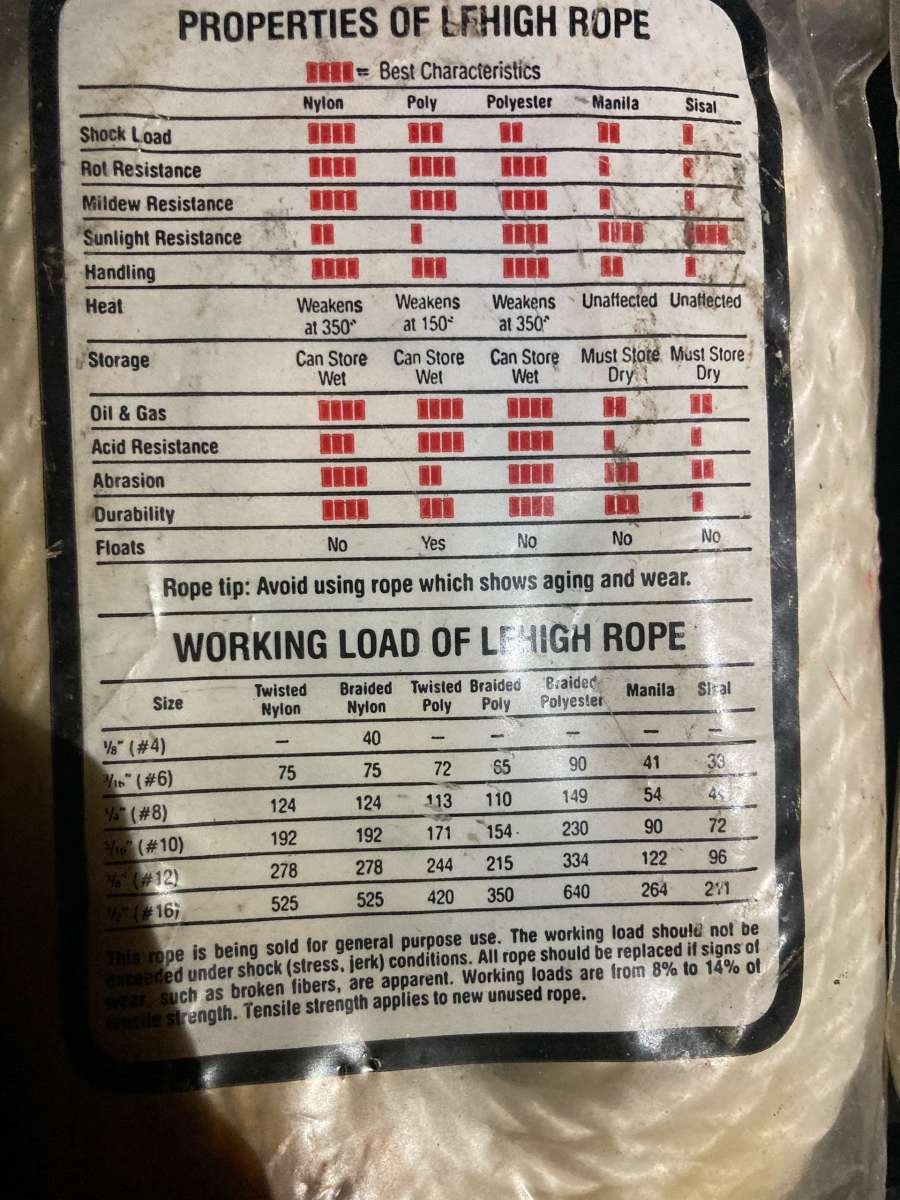 PROPERTIES OF LEHIGH ROPE
= Best Characteristics
Nylon Poly Polyester Manila Sisal
Shock Load
Rot Resistance
Mildew Resistance
Sunlight Resistance
Handling
Heat Weakens at 350° Weakens at 150° Weakens at 350° Unaffected Unaffected
Storage Can Store Wet Can Store Wet Can Store Wet Must Store Dry Must Store Dry
Oil & Gas
Acid Resistance
Abrasion
Durability
Floats No Yes No No No
Rope tip: Avoid using rope which shows aging and wear.
WORKING LOAD OF LEHIGH ROPE
Size Twisted Nylon Braided Nylon Twisted Poly Braided Poly Braided Polyester Manila Sisal
1/8" (#4) – 40 – – – – –
3/16" (#6) 75 75 72 65 90 41 33
1/4" (#8) 124 124 113 110 149 54
5/16" (#10) 192 192 171 154 230 90 72
3/8" (#12) 278 278 244 215 334 122 96
1/2" (#16) 525 525 420 350 640 264 211
This rope is being sold for general purpose use. The working load should not be
exceeded under shock (stress, jerk) conditions. All rope should be replaced if signs of
wear, such as broken fibers, are apparent. Working loads are from 8% to 14% of
tensile strength. Tensile strength applies to new unused rope.